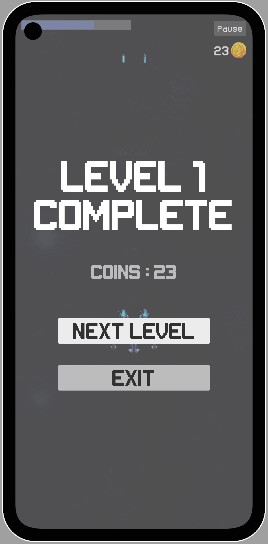 Pause
23
LEVEL 1
COMPLETE
COINS : 23
NEXT LEVEL
EXIT